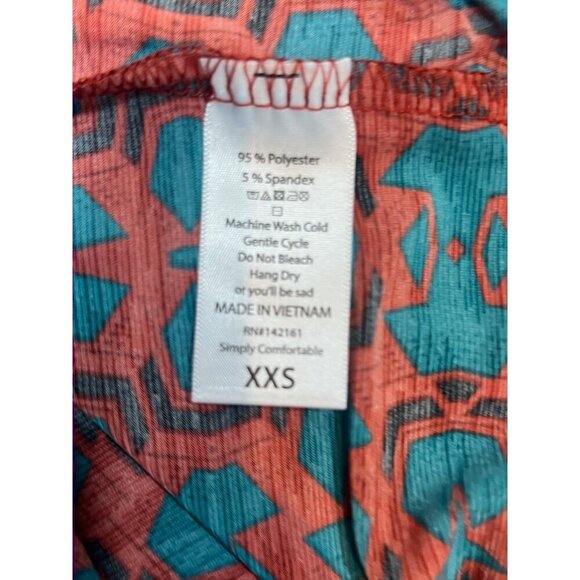 95 % Polyester
5 % Spandex
Machine Wash Cold
Gentle Cycle
Do Not Bleach
Hang Dry
or you'll be sad
MADE IN VIETNAM
RN#142161
Simply Comfortable
XXS